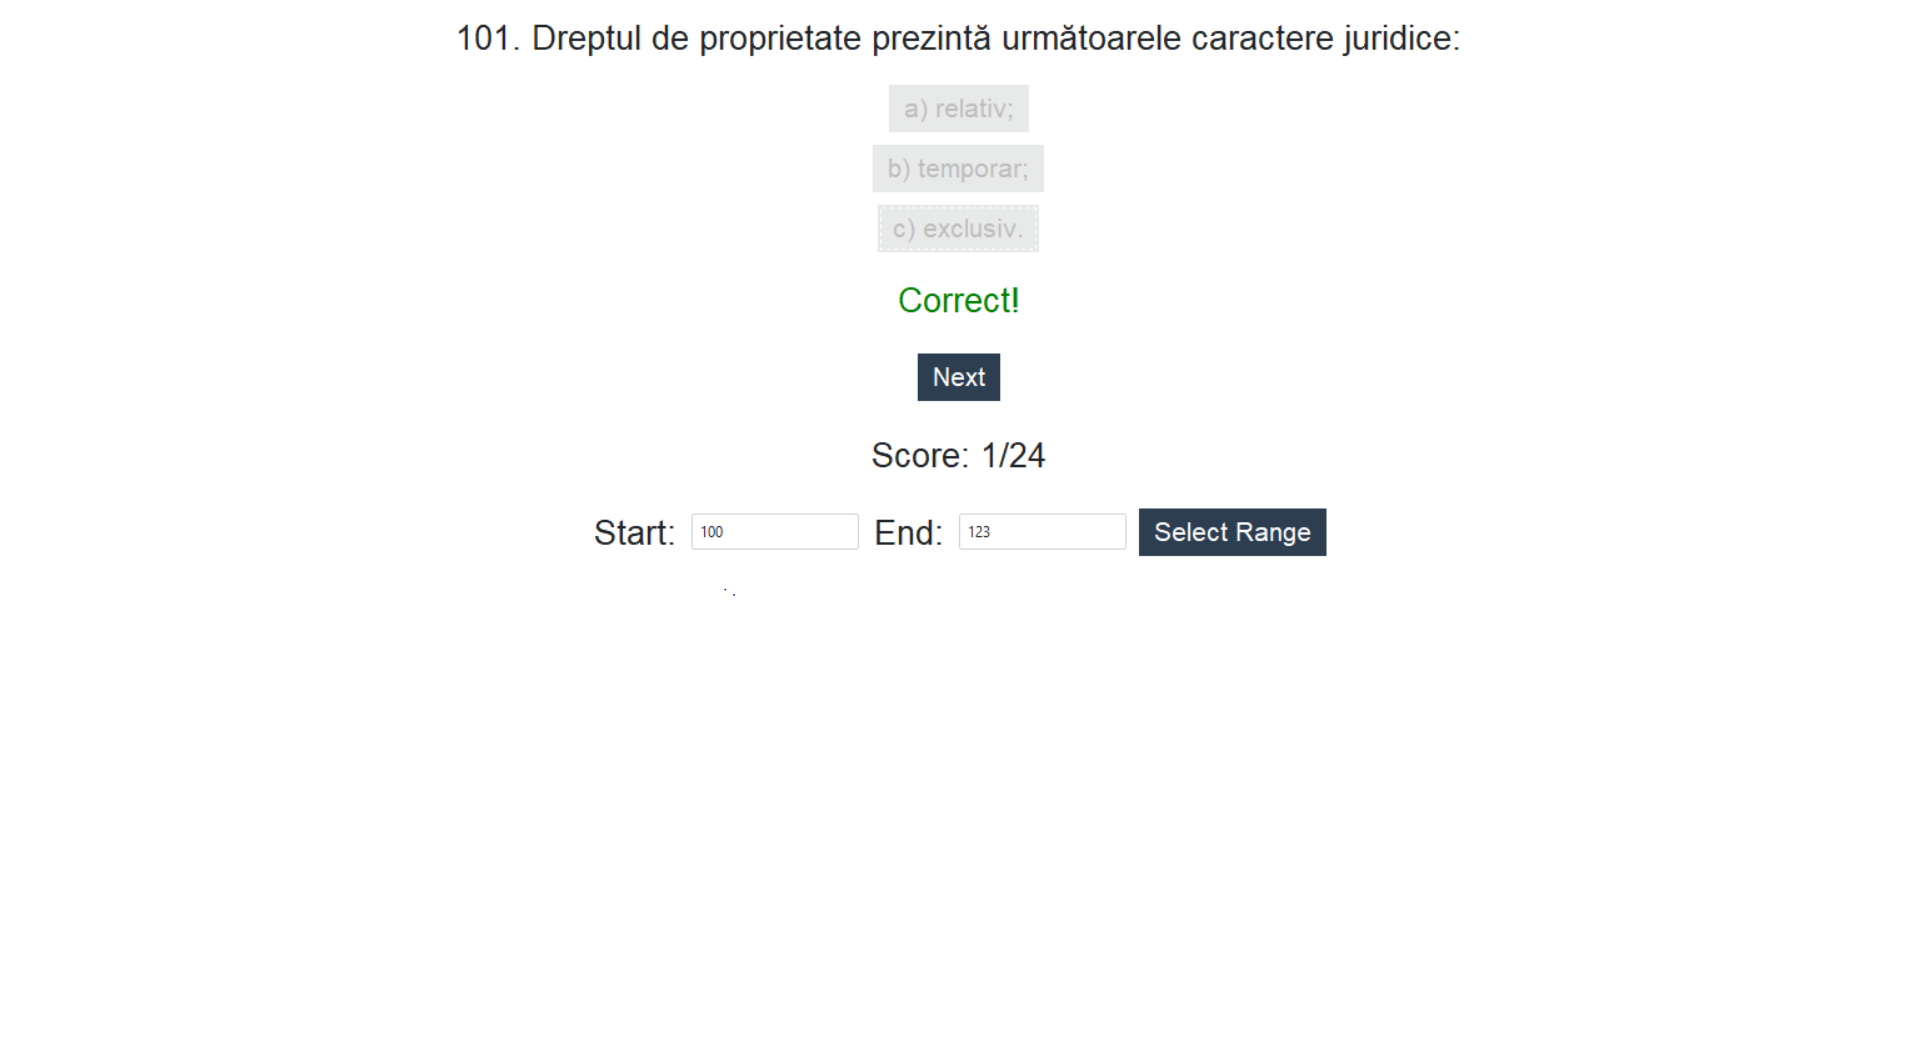 101. Dreptul de proprietate prezintă următoarele caractere juridice:
a) relativ;
b) temporar;
c) exclusiv.
Correct!
Next
Score: 1/24
Start: 100 End: 123 Select Range